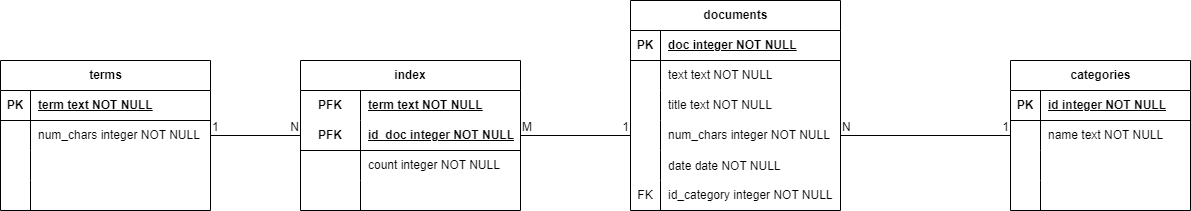 terms
PK term text NOT NULL
num_chars integer NOT NULL
1
N
index
PFK term text NOT NULL
PFK id_doc integer NOT NULL
count integer NOT NULL
M
1
documents
PK doc integer NOT NULL
text text NOT NULL
title text NOT NULL
num_chars integer NOT NULL
date date NOT NULL
FK id_category integer NOT NULL
N
1
categories
PK id integer NOT NULL
name text NOT NULL